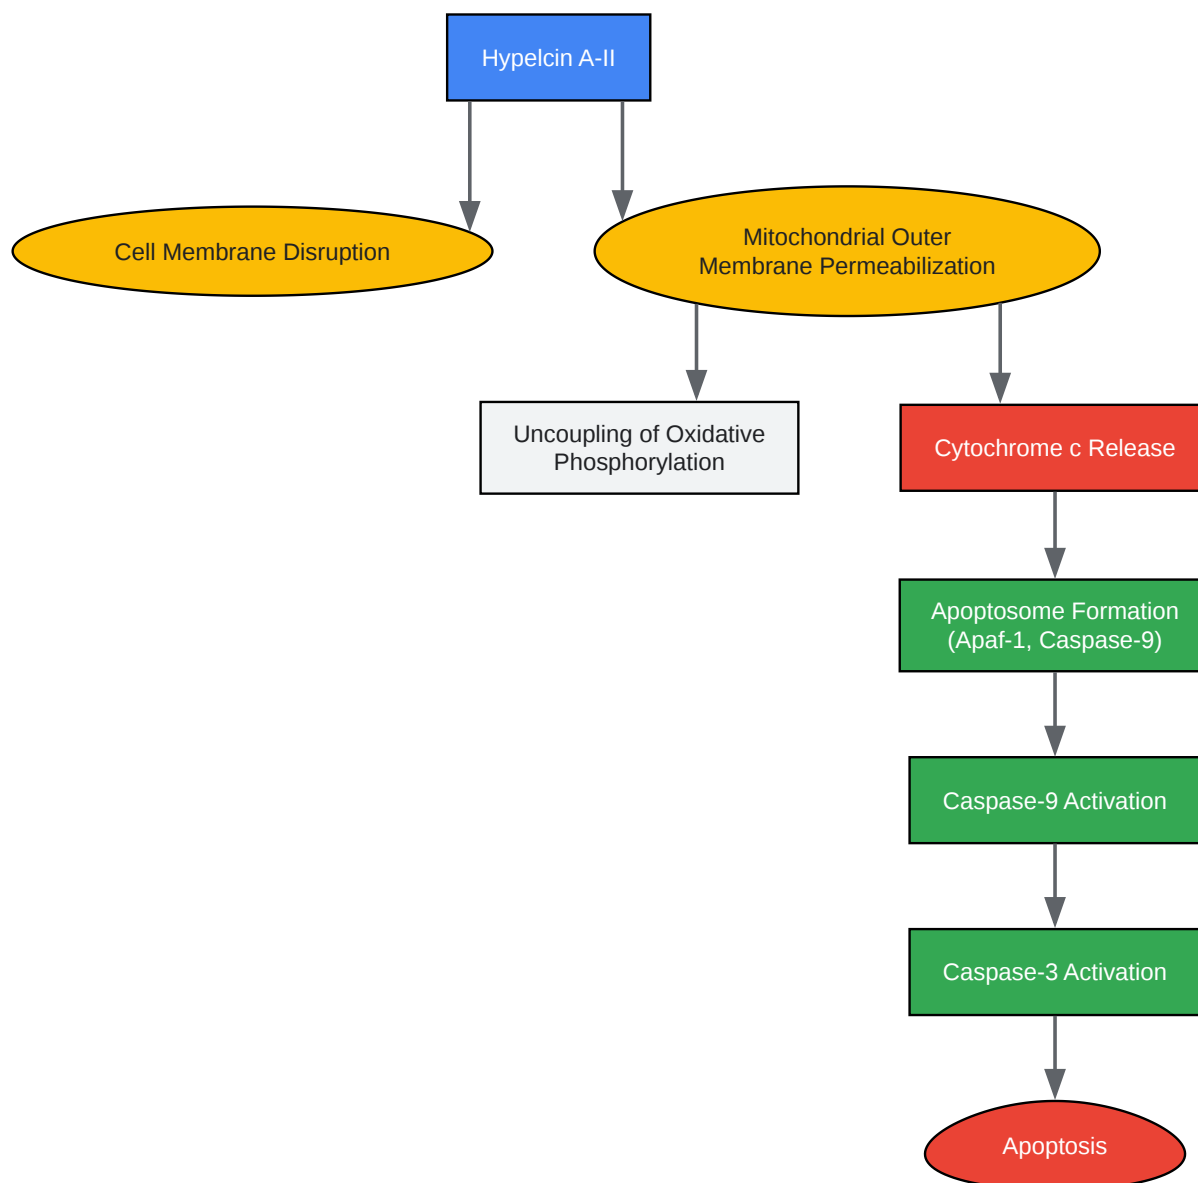 Hypelcin A-II
Cell Membrane Disruption
Mitochondrial Outer
Membrane Permeabilization
Uncoupling of Oxidative
Phosphorylation
Cytochrome c Release
Apoptosome Formation
(Apaf-1, Caspase-9)
Caspase-9 Activation
Caspase-3 Activation
Apoptosis